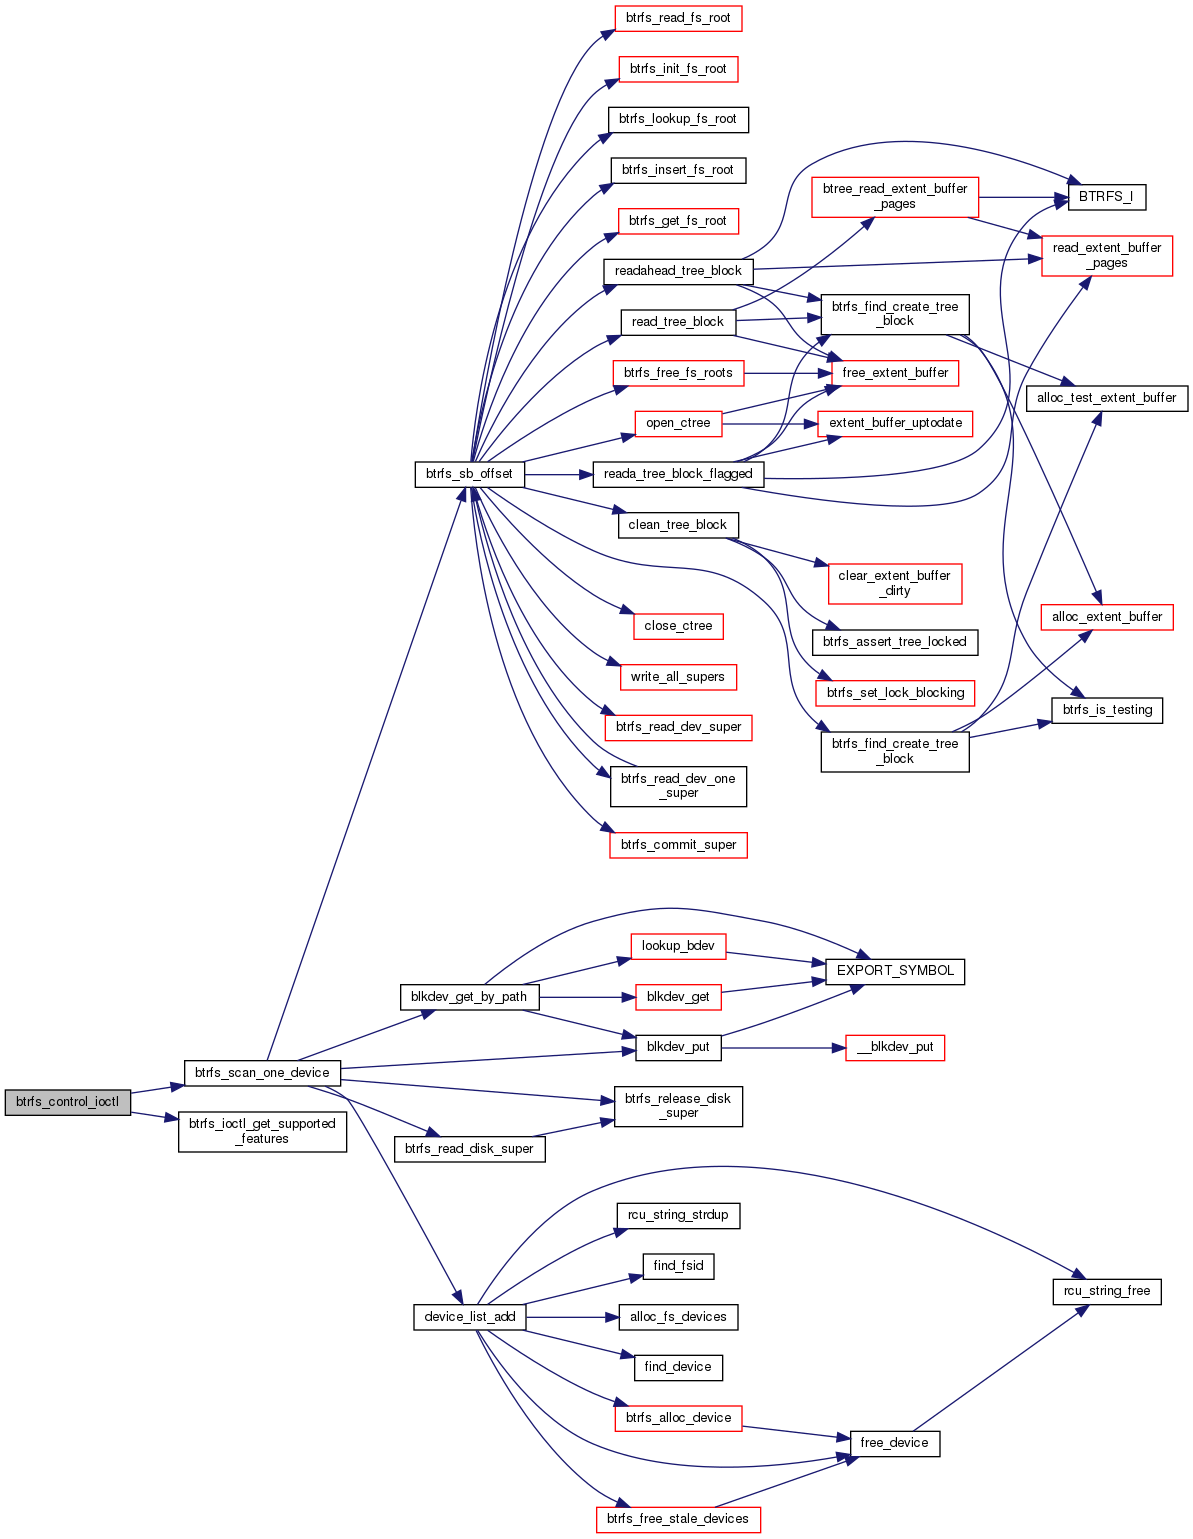 btrfs_read_fs_root
btrfs_init_fs_root
btrfs_lookup_fs_root
btrfs_insert_fs_root
btree_read_extent_buffer
_pages
BTRFS_I
btrfs_get_fs_root
read_extent_buffer
_pages
readahead_tree_block
btrfs_find_create_tree
_block
read_tree_block
btrfs_free_fs_roots
free_extent_buffer
alloc_test_extent_buffer
open_ctree
extent_buffer_uptodate
btrfs_sb_offset
reada_tree_block_flagged
clean_tree_block
clear_extent_buffer
_dirty
close_ctree
alloc_extent_buffer
btrfs_assert_tree_locked
write_all_supers
btrfs_set_lock_blocking
btrfs_is_testing
btrfs_read_dev_super
btrfs_find_create_tree
_block
btrfs_read_dev_one
_super
btrfs_commit_super
lookup_bdev
EXPORT_SYMBOL
blkdev_get_by_path
blkdev_get
blkdev_put
__blkdev_put
btrfs_scan_one_device
btrfs_control_ioctl
btrfs_release_disk
_super
btrfs_ioctl_get_supported
_features
btrfs_read_disk_super
rcu_string_strdup
find_fsid
rcu_string_free
device_list_add
alloc_fs_devices
find_device
btrfs_alloc_device
free_device
btrfs_free_stale_devices